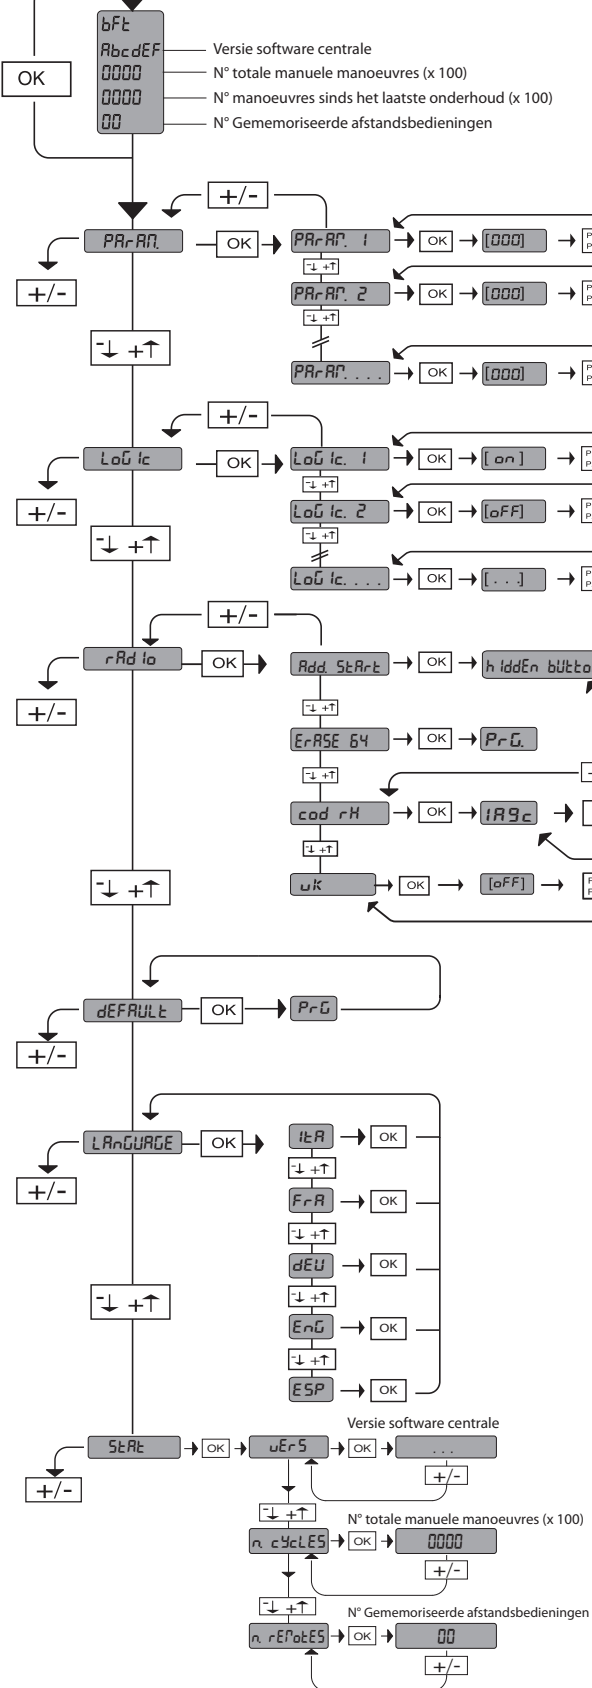 bFt
AbcdEF Versie software centrale
OK
0000 N° totale manuele manoeuvres (x 100)
0000 N° manoeuvres sinds het laatste onderhoud (x 100)
00 N° Gememoriseerde afstandsbedieningen
+/-
PArAM. OK PArAM. 1 OK [000]
+/-
-↓ +↑
PArAM. 2 OK [000]
-↓ +↑
-↓ +↑
PArAM. . . . OK [000]
+/-
LoGIc OK LoGIc. 1 OK [ on ]
+/-
-↓ +↑
LoGIc. 2 OK [oFF]
-↓ +↑
-↓ +↑
LoGIc. . . . OK [. . .]
+/-
rAdIo OK Add. StArt OK hIddEn bUtto
+/-
-↓ +↑
ErASE 64 OK PrG.
-↓ +↑
cod rX OK 1A9c
-↓ +↑
-↓ +↑
uK OK [oFF]
dEFAULt OK PrG
+/-
LAnGUAGE OK ItA OK
+/-
-↓ +↑
FrA OK
-↓ +↑
dEU OK
-↓ +↑
-↓ +↑
EnG OK
-↓ +↑
ESP OK
Versie software centrale
StAt OK vErS OK . . .
+/-
+/-
-↓ +↑
N° totale manuele manoeuvres (x 100)
n. cYcLES OK 0000
+/-
-↓ +↑
N° Gememoriseerde afstandsbedieningen
n. rEMotES OK 00
+/-